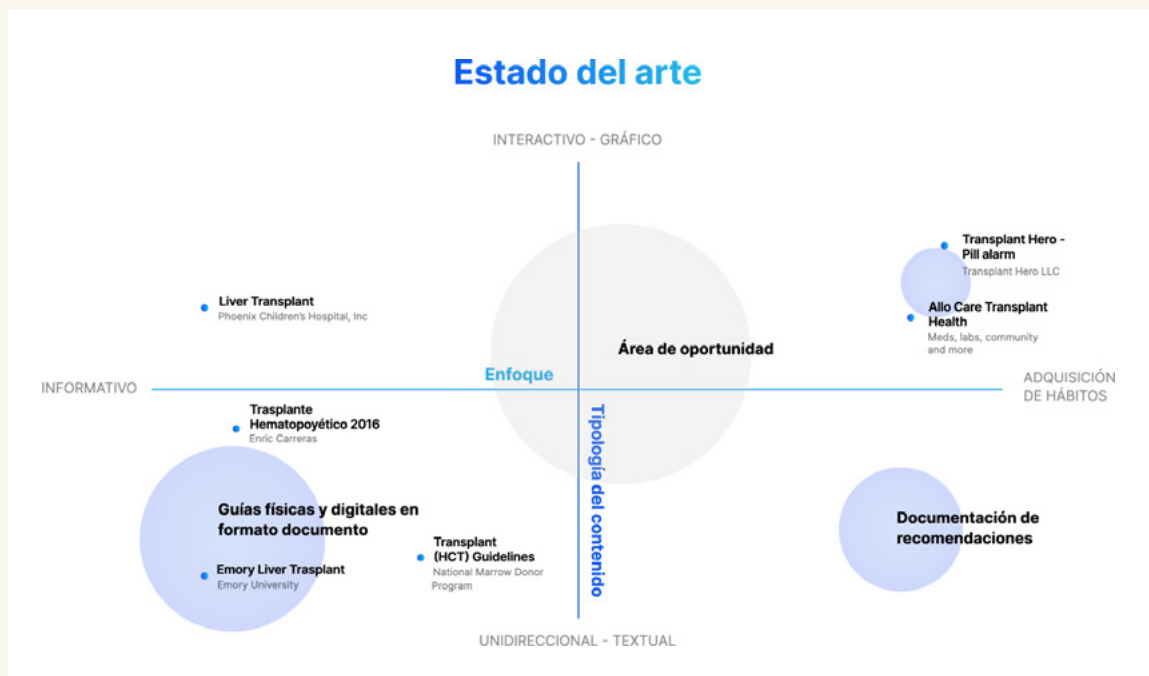 Estado del arte
INTERACTIVO - GRÁFICO
Transplant Hero -
Pill alarm
Transplant Hero LLC
Liver Transplant
Phoenix Children's Hospital, Inc
Allo Care Transplant
Health
Meds, labs, community
and more
Área de oportunidad
Enfoque
INFORMATIVO
ADQUISICIÓN
DE HÁBITOS
Trasplante
Hematopoyético 2016
Enric Carreras
Tipología del contenido
Guías físicas y digitales en
formato documento
Documentación de
recomendaciones
Transplant
(HCT) Guidelines
National Marrow Donor
Program
Emory Liver Trasplant
Emory University
UNIDIRECCIONAL - TEXTUAL